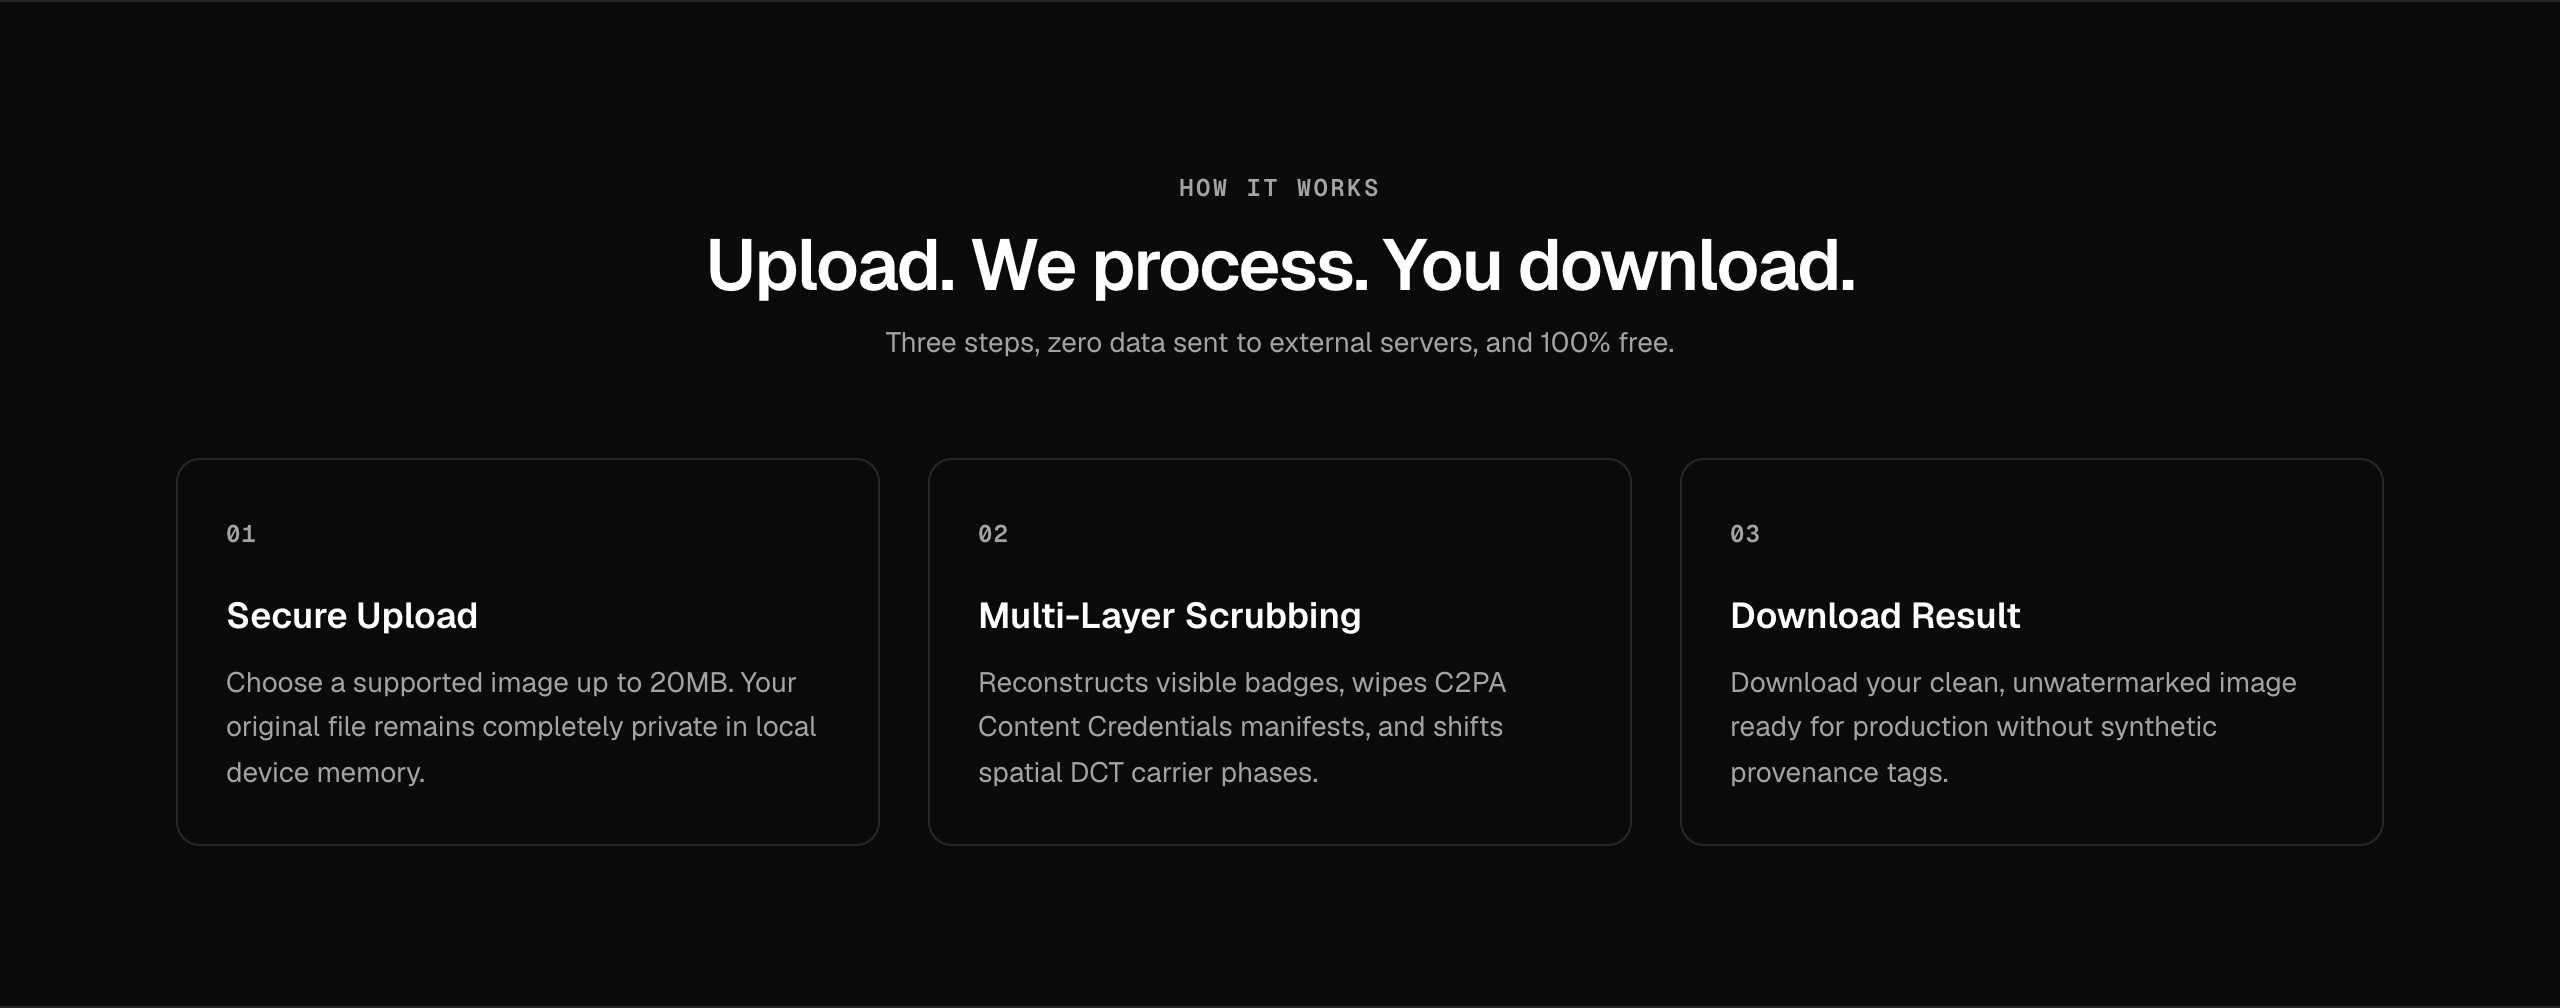 HOW IT WORKS
Upload. We process. You download.
Three steps, zero data sent to external servers, and 100% free.
01
Secure Upload
Choose a supported image up to 20MB. Your
original file remains completely private in local
device memory.
02
Multi-Layer Scrubbing
Reconstructs visible badges, wipes C2PA
Content Credentials manifests, and shifts
spatial DCT carrier phases.
03
Download Result
Download your clean, unwatermarked image
ready for production without synthetic
provenance tags.